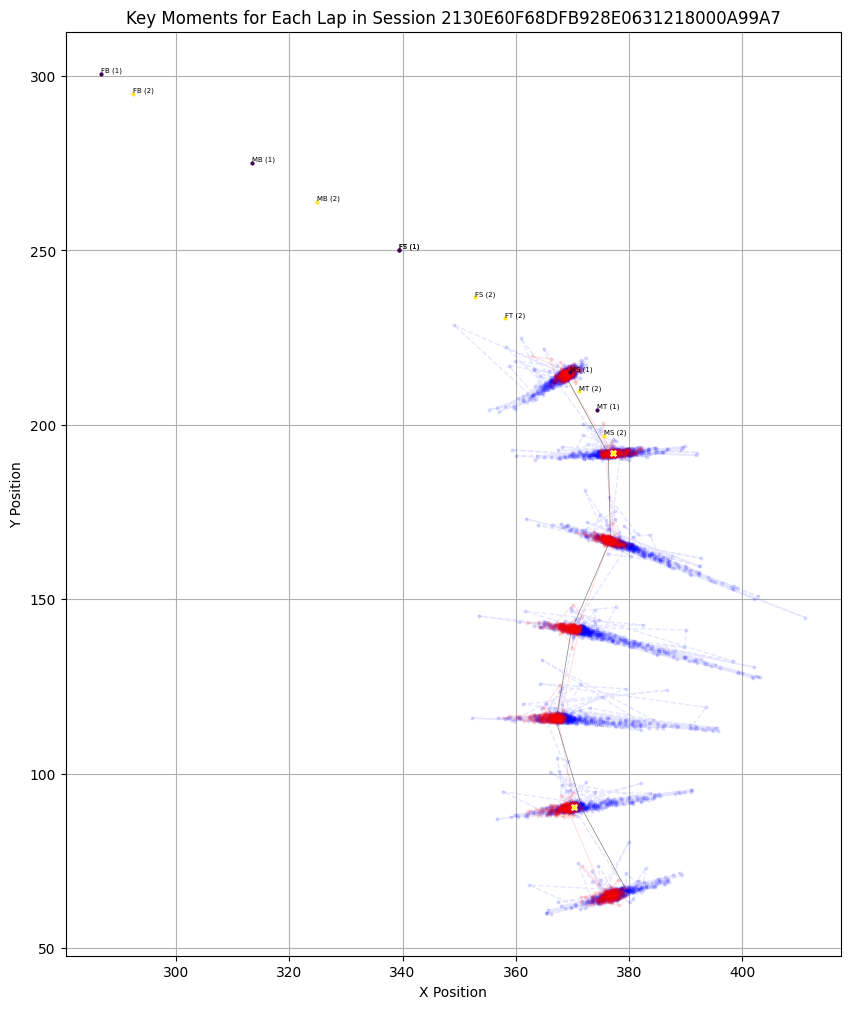 Key Moments for Each Lap in Session 2130E60F68DFB928E0631218000A99A7
300
250
200
150
100
50
Y Position
FB (1)
FB (2)
MB (1)
MB (2)
FS (2)
FT (2)
MT (2)
MT (1)
MS (2)
300
320
340
360
380
400
X Position